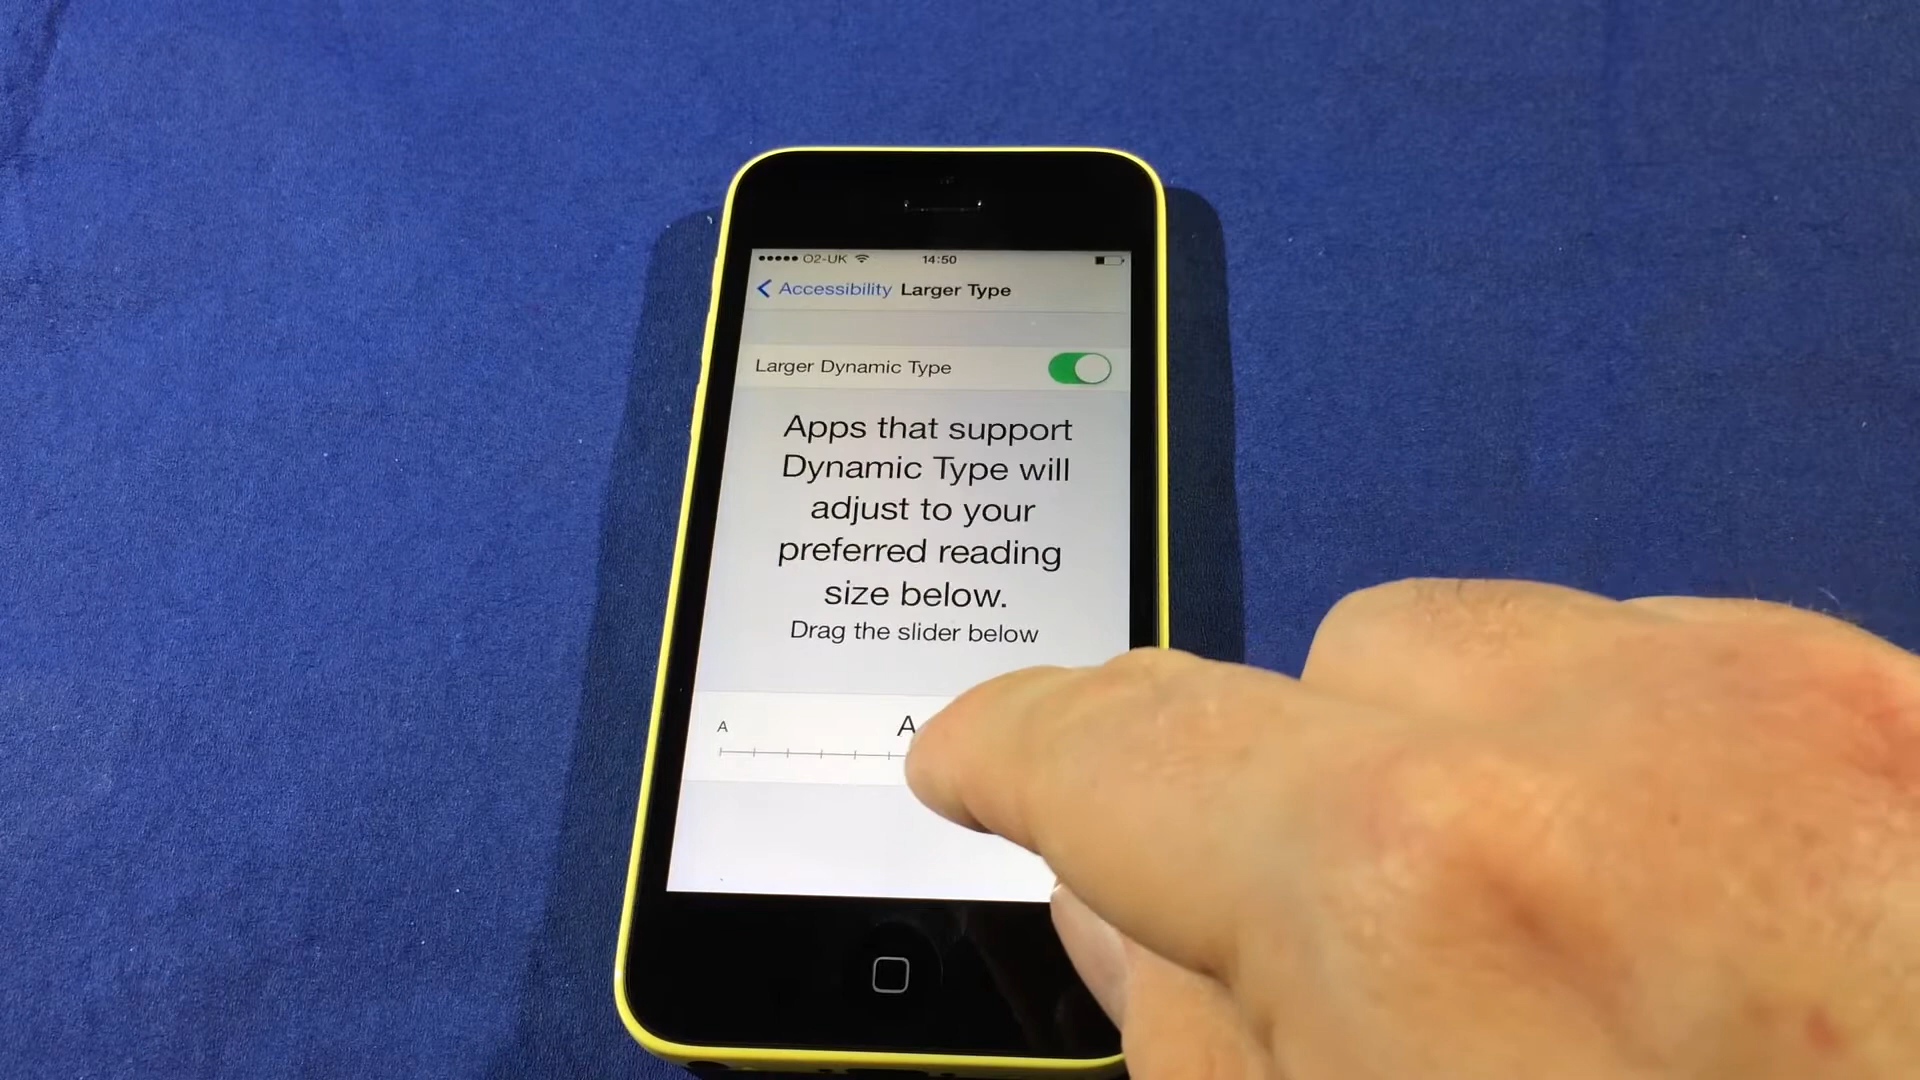 O2-UK 14:50
Accessibility Larger Type
Larger Dynamic Type
Apps that support
Dynamic Type will
adjust to your
preferred reading
size below.
Drag the slider below
A A